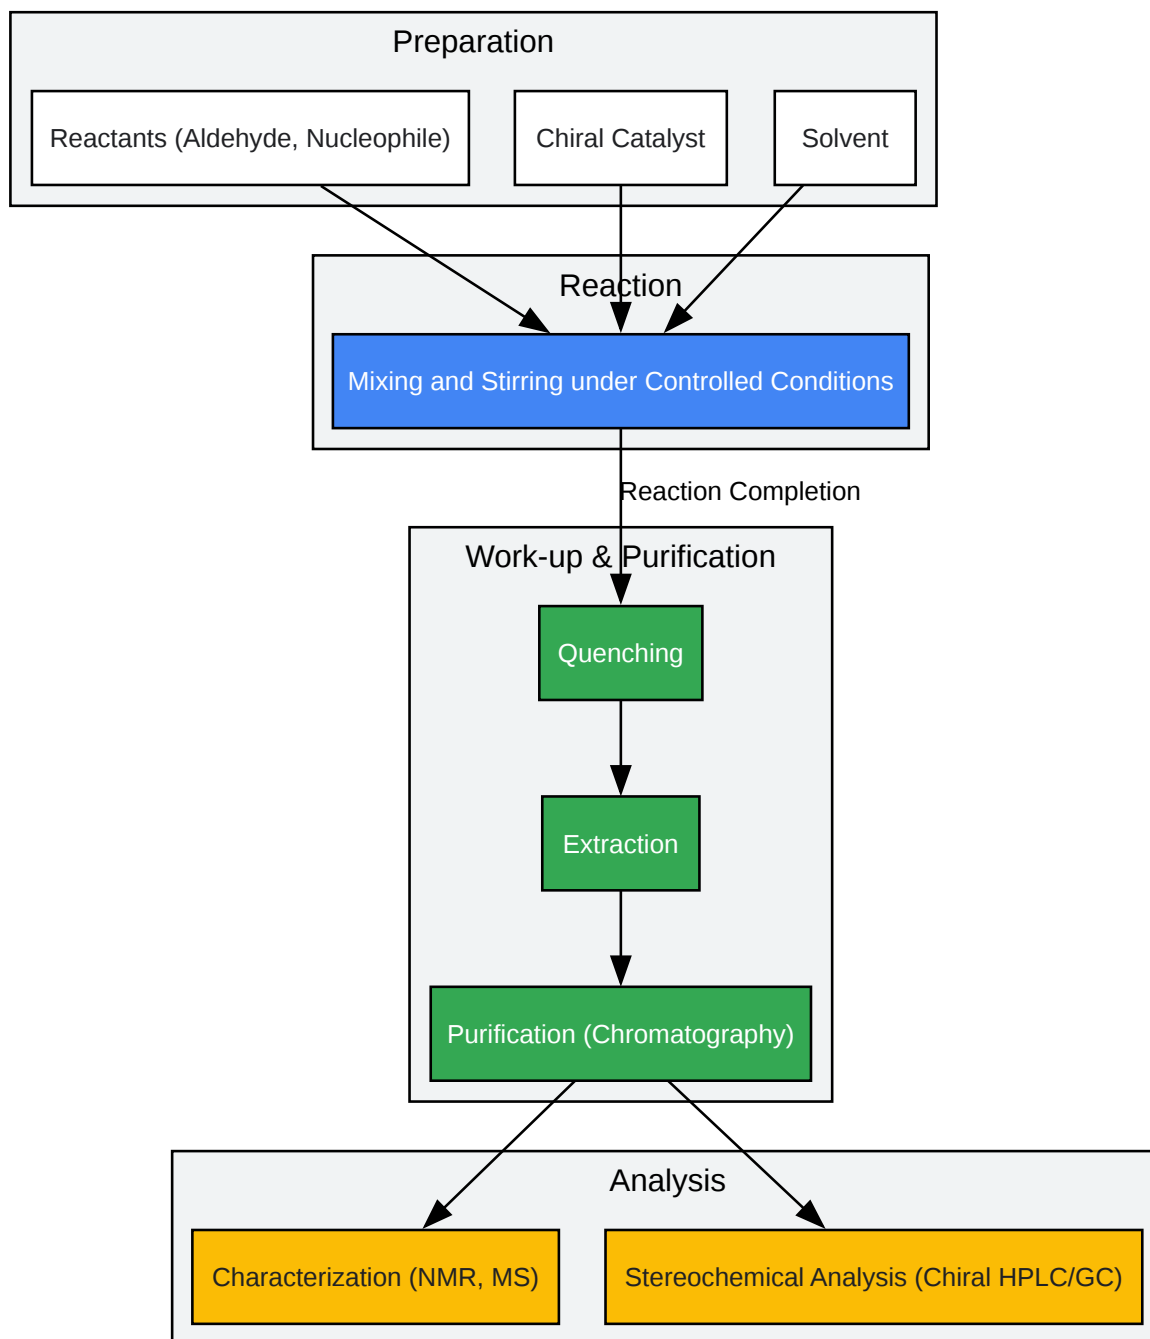 Preparation
Reactants (Aldehyde, Nucleophile)
Chiral Catalyst
Solvent
Reaction
Mixing and Stirring under Controlled Conditions
Reaction Completion
Work-up & Purification
Quenching
Extraction
Purification (Chromatography)
Analysis
Characterization (NMR, MS)
Stereochemical Analysis (Chiral HPLC/GC)